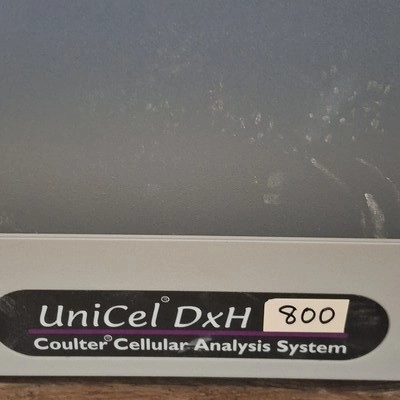 UniCel® DxH 800
Coulter® Cellular Analysis System